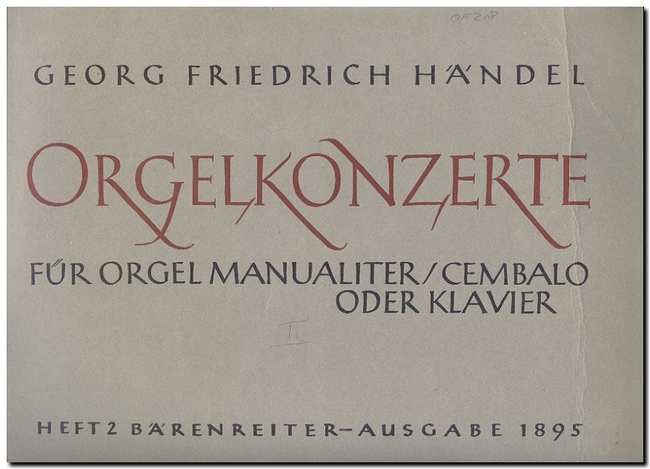 GEORG FRIEDRICH HÄNDEL
ORGELKONZERTE
FÜR ORGEL MANUALITER/CEMBALO
ODER KLAVIER
II
HEFT 2 BÄRENREITER-AUSGABE 1895